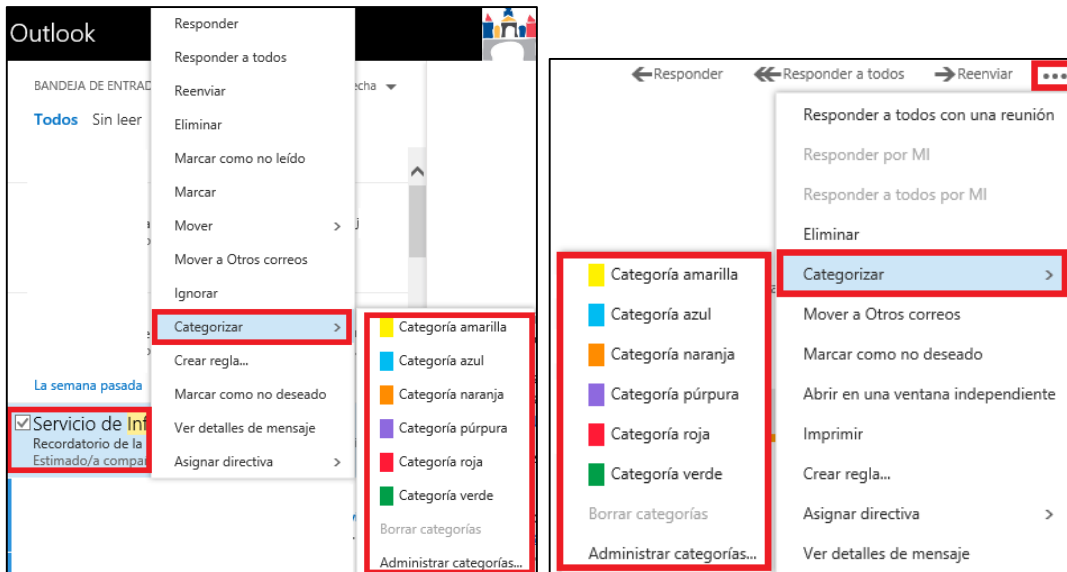 Outlook
BANDEJA DE ENTRAD
echa
Todos Sin leer
La semana pasada
Servicio de Inf
Recordatorio de la
Estimado/a compa
Responder
Responder a todos
Reenviar
Eliminar
Marcar como no leído
Marcar
Mover >
Mover a Otros correos
Ignorar
Categorizar >
Crear regla...
Marcar como no deseado
Ver detalles de mensaje
Asignar directiva >
Categoría amarilla
Categoría azul
Categoría naranja
Categoría púrpura
Categoría roja
Categoría verde
Borrar categorías
Administrar categorías...
Responder Responder a todos Reenviar ...
Responder a todos con una reunión
Responder por MI
Responder a todos por MI
Eliminar
Categorizar >
Mover a Otros correos
Marcar como no deseado
Abrir en una ventana independiente
Imprimir
Crear regla...
Asignar directiva >
Ver detalles de mensaje
Categoría amarilla
Categoría azul
Categoría naranja
Categoría púrpura
Categoría roja
Categoría verde
Borrar categorías
Administrar categorías...